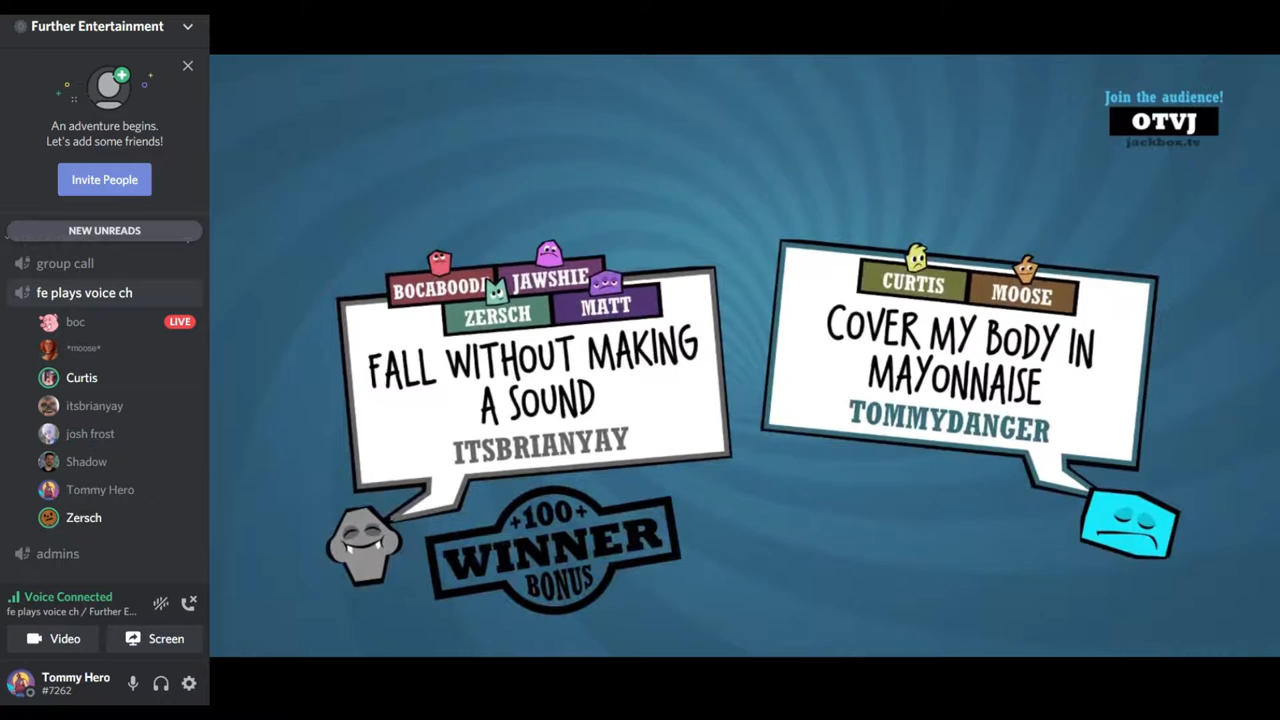 Further Entertainment
An adventure begins.
Let's add some friends!
Invite People
NEW UNREADS
group call
fe plays voice ch
boc
LIVE
*moose*
Curtis
itsbrianyay
josh frost
Shadow
Tommy Hero
Zersch
admins
Voice Connected
fe plays voice ch / Further E...
Video
Screen
Tommy Hero
#7262
Join the audience!
OTVJ
jackbox.tv
BOCABOODI
JAWSHIE
ZERSCH
MATT
FALL WITHOUT MAKING
A SOUND
ITSBRIANYAY
+100+
WINNER
BONUS
CURTIS
MOOSE
COVER MY BODY IN
MAYONNAISE
TOMMYDANGER